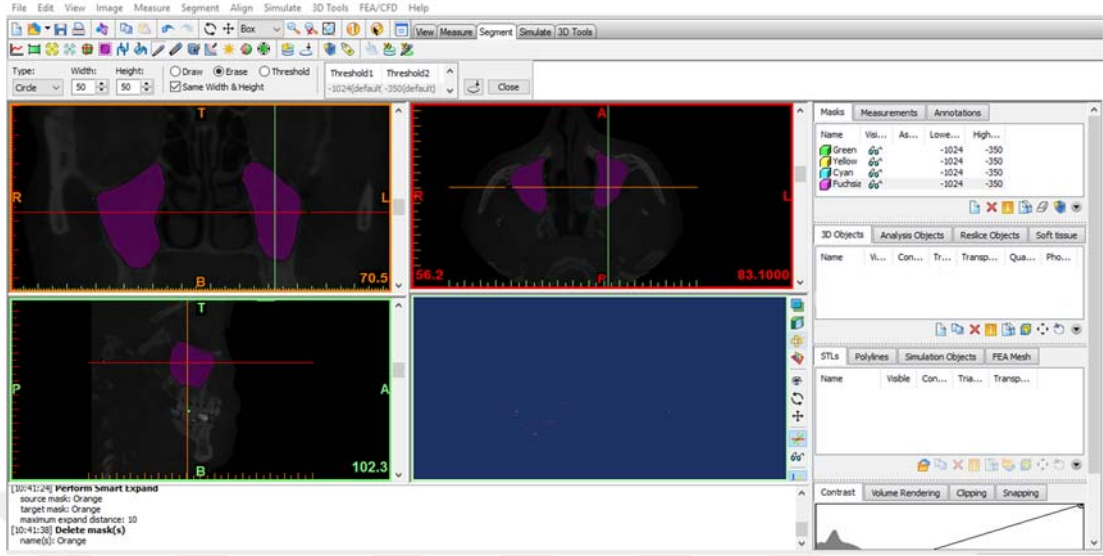 File Edit View Image Measure Segment Align Simulate 3D Tools FEA/CFD Help
Box View Measure Segment Simulate 3D Tools
Type: Width: Height: Draw Erase Threshold Threshold1 Threshold2
Circle 50 50 Same Width & Height -1024(default) -350(default) Close
T
R
L
B
70.5
A
R
L
P
56.2
83.1000
T
P
A
B
102.3
Masks Measurements Annotations
Name Visi... As... Lowe... High...
Green -1024 -350
Yellow -1024 -350
Cyan -1024 -350
Fuchsia -1024 -350
3D Objects Analysis Objects Reslice Objects Soft tissue
Name Vi... Con... Tr... Transp... Qua... Pho...
STLs Polylines Simulation Objects FEA Mesh
Name Visible Con... Tria... Transp...
Contrast Volume Rendering Clipping Snapping
[10:41:24] Perform Smart Expand
source mask: Orange
target mask: Orange
maximum expand distance: 10
[10:41:38] Delete mask(s)
name(s): Orange